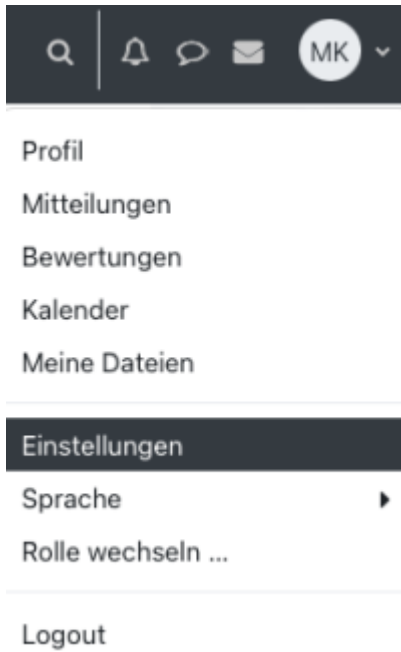 MK
Profil
Mitteilungen
Bewertungen
Kalender
Meine Dateien
Einstellungen
Sprache
Rolle wechseln ...
Logout